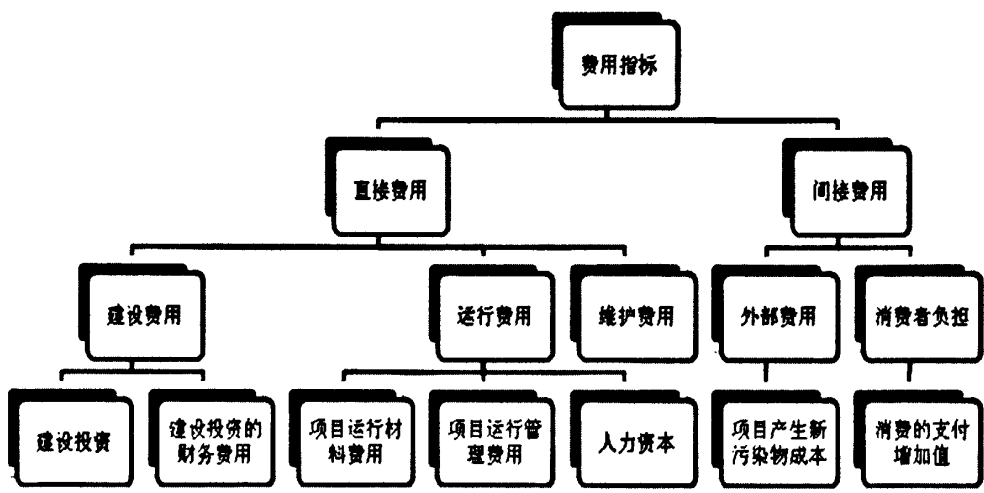 费用指标
直接费用
间接费用
建设费用
运行费用
维护费用
外部费用
消费者负担
建设投资
建设投资的
财务费用
项目运行材
料费用
项目运行管
理费用
人力资本
项目产生新
污染物成本
消费的支付
增加值